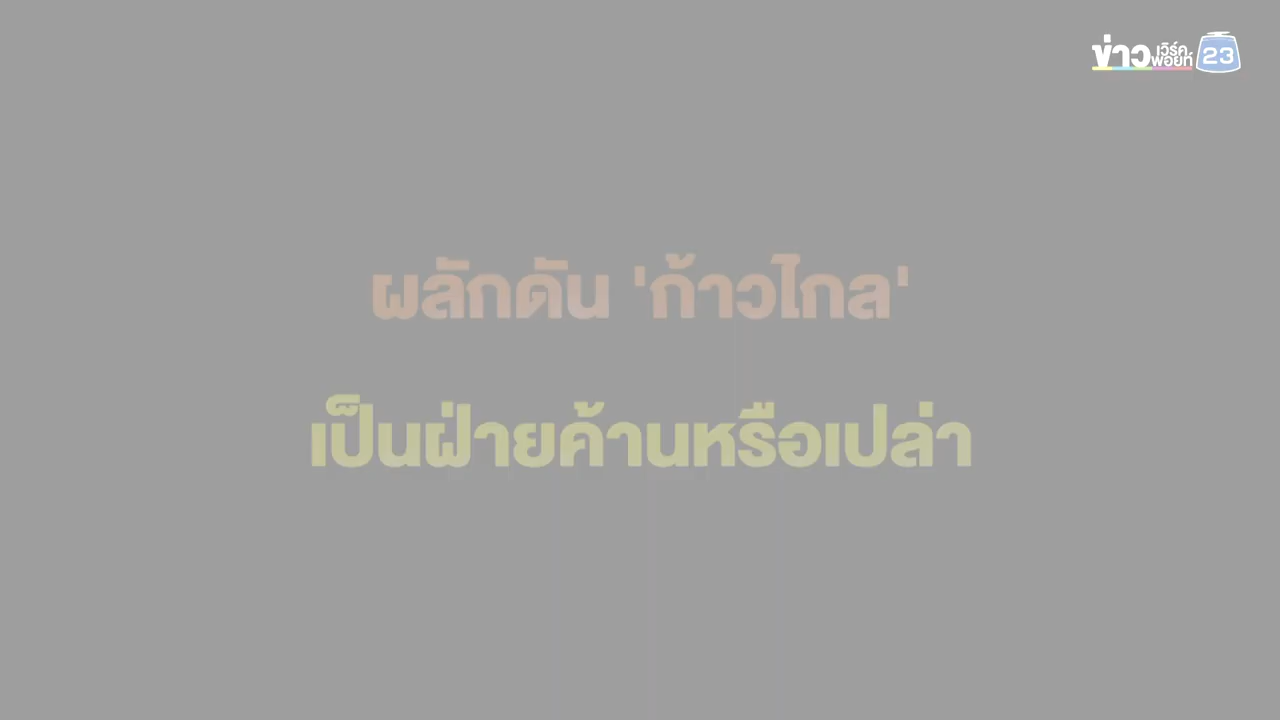 ข่าวเวิร์คพอยท์ 23
ผลักดัน 'ก้าวไกล'
เป็นฝ่ายค้านหรือเปล่า